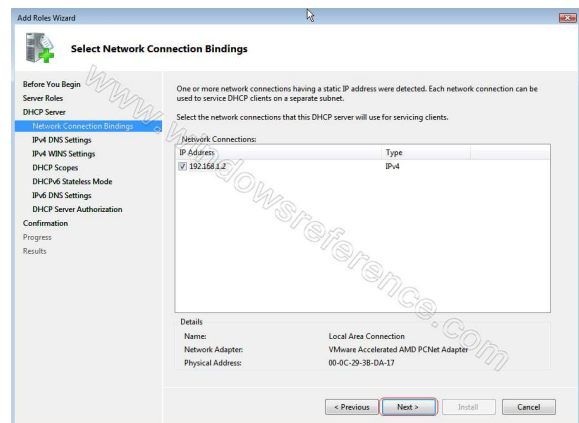 Add Roles Wizard
Select Network Connection Bindings
Before You Begin
Server Roles
DHCP Server
Network Connection Bindings
IPv4 DNS Settings
IPv4 WINS Settings
DHCP Scopes
DHCPv6 Stateless Mode
IPv6 DNS Settings
DHCP Server Authorization
Confirmation
Progress
Results
One or more network connections having a static IP address were detected. Each network connection can be
used to service DHCP clients on a separate subnet.
Select the network connections that this DHCP server will use for servicing clients.
Network Connections:
IP Address Type
192.168.1.2 IPv4
Details
Name: Local Area Connection
Network Adapter: VMware Accelerated AMD PCNet Adapter
Physical Address: 00-0C-29-3B-DA-17
< Previous Next > Install Cancel
www.windowsreference.com